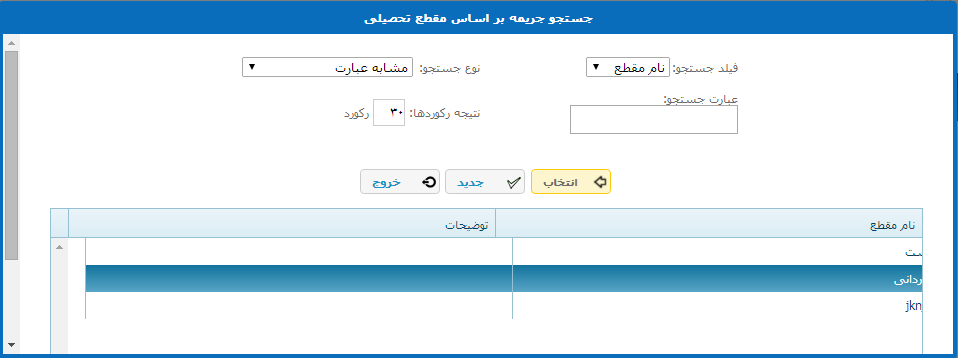 جستجو جریمه بر اساس مقطع تحصیلی
فیلد جستجو: نام مقطع نوع جستجو: مشابه عبارت
عبارت جستجو:
نتیجه رکوردها: ۳۰ رکورد
انتخاب جدید خروج
نام مقطع توضیحات
ست
ردانی
jkn